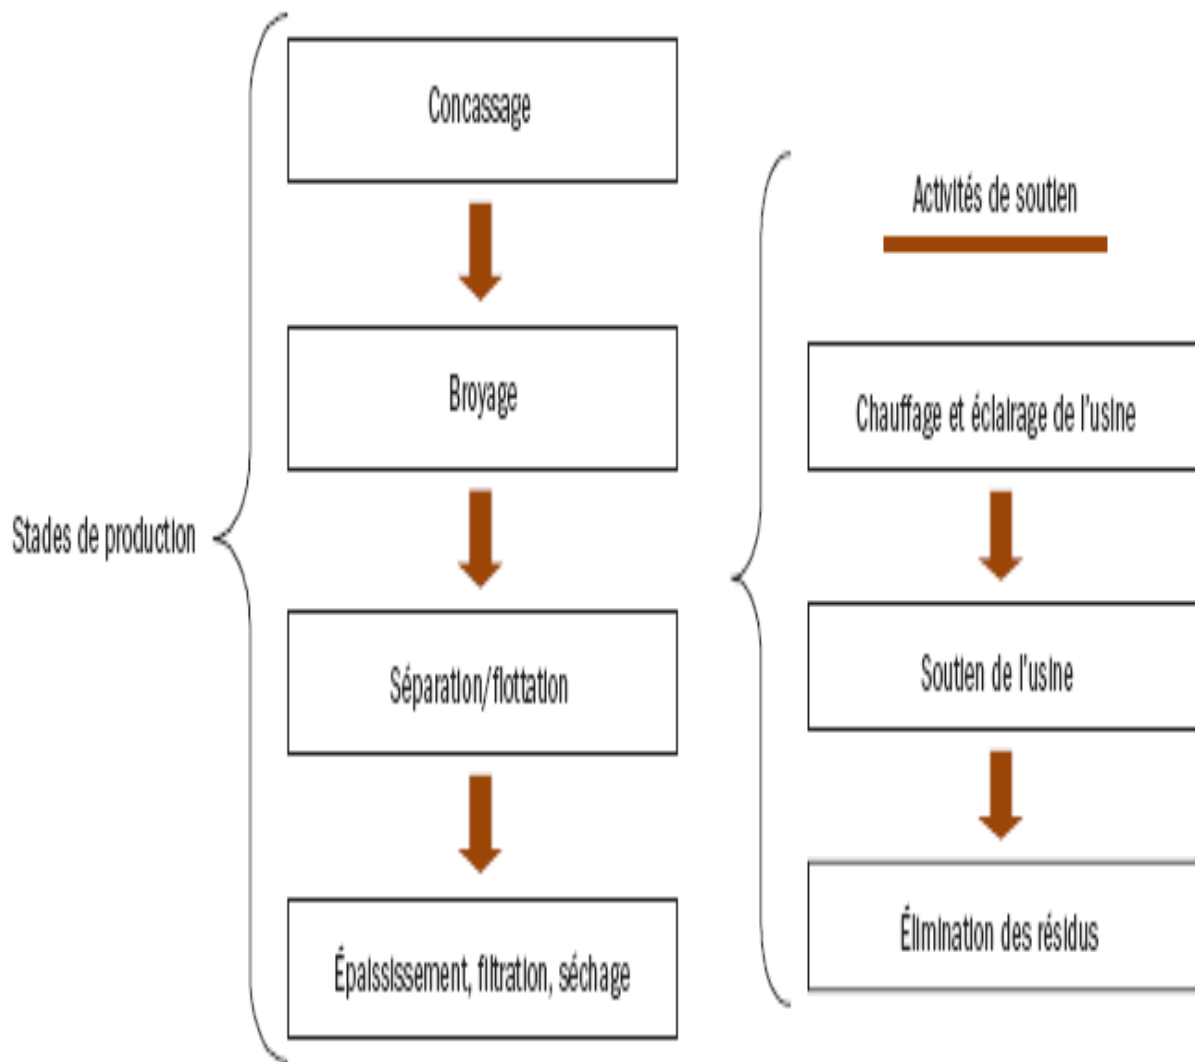 Stades de production
Concassage
Broyage
Séparation/flottation
Épaississement, filtration, séchage
Activités de soutien
Chauffage et éclairage de l'usine
Soutien de l'usine
Élimination des résidus